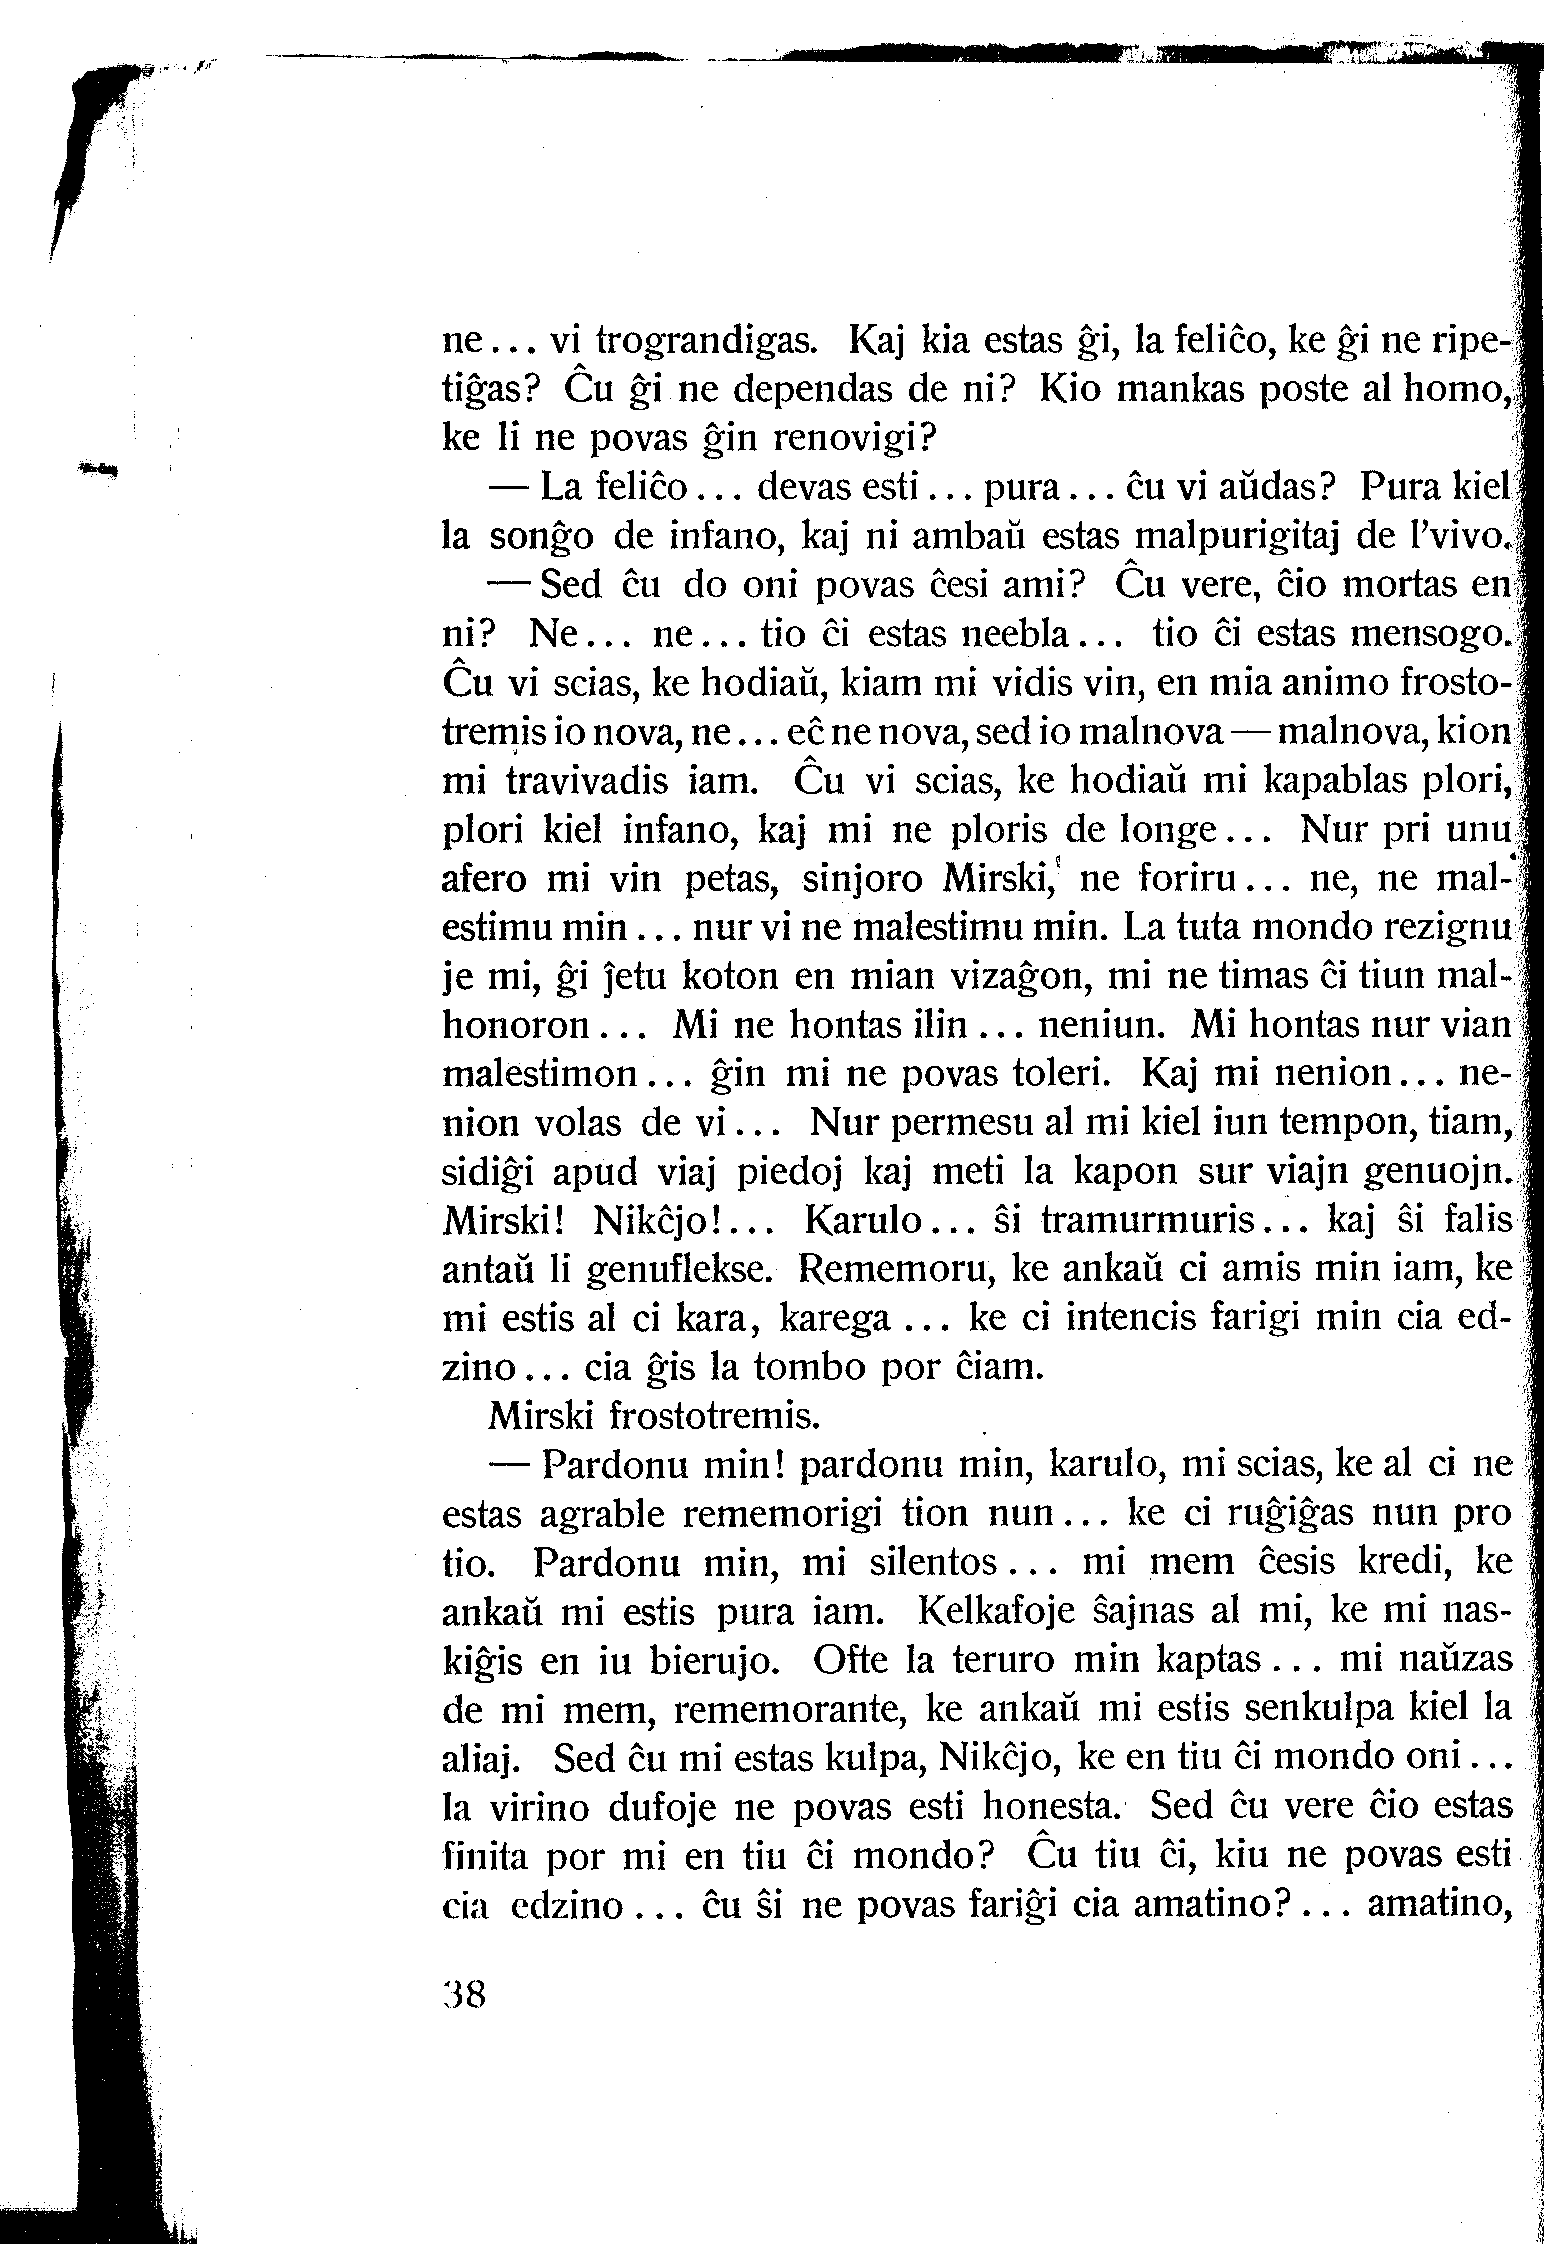 ne... vi trograndigas. Kaj kia estas ĝi, la feliĉo, ke ĝi ne ripe-
tiĝas? Ĉu ĝi ne dependas de ni? Kio mankas poste al homo,
ke li ne povas ĝin renovigi?
— La feliĉo... devas esti... pura... ĉu vi aŭdas? Pura kiel
la sonĝo de infano, kaj ni ambaŭ estas malpurigitaj de l'vivo.
— Sed ĉu do oni povas ĉesi ami? Ĉu vere, ĉio mortas en
ni? Ne... ne... tio ĉi estas neebla... tio ĉi estas mensogo.
Ĉu vi scias, ke hodiaŭ, kiam mi vidis vin, en mia animo frosto-
tremis io nova, ne... eĉ ne nova, sed io malnova — malnova, kion
mi travivadis iam. Ĉu vi scias, ke hodiaŭ mi kapablas plori,
plori kiel infano, kaj mi ne ploris de longe... Nur pri unu
afero mi vin petas, sinjoro Mirski, ne foriru... ne, ne mal-
estimu min... nur vi ne malestimu min. La tuta mondo rezignu
je mi, ĝi ĵetu koton en mian vizaĝon, mi ne timas ĉi tiun mal-
honoron... Mi ne hontas ilin... neniun. Mi hontas nur vian
malestimon... ĝin mi ne povas toleri. Kaj mi nenion... ne-
nion volas de vi... Nur permesu al mi kiel iun tempon, tiam,
sidiĝi apud viaj piedoj kaj meti la kapon sur viajn genuojn.
Mirski! Nikĉjo!... Karulo... ŝi tramurmuris... kaj ŝi falis
antaŭ li genuflekse. Rememoru, ke ankaŭ ci amis min iam, ke
mi estis al ci kara, karega... ke ci intencis farigi min cia ed-
zino... cia ĝis la tombo por ĉiam.
Mirski frostotremis.
— Pardonu min! pardonu min, karulo, mi scias, ke al ci ne
estas agrable rememorigi tion nun... ke ci ruĝiĝas nun pro
tio. Pardonu min, mi silentos... mi mem ĉesis kredi, ke
ankaŭ mi estis pura iam. Kelkafoje ŝajnas al mi, ke mi nas-
kiĝis en iu bierujo. Ofte la teruro min kaptas... mi naŭzas
de mi mem, rememorante, ke ankaŭ mi estis senkulpa kiel la
aliaj. Sed ĉu mi estas kulpa, Nikĉjo, ke en tiu ĉi mondo oni...
la virino dufoje ne povas esti honesta. Sed ĉu vere ĉio estas
finita por mi en tiu ĉi mondo? Ĉu tiu ĉi, kiu ne povas esti
cia edzino... ĉu ŝi ne povas fariĝi cia amatino?... amatino,
38